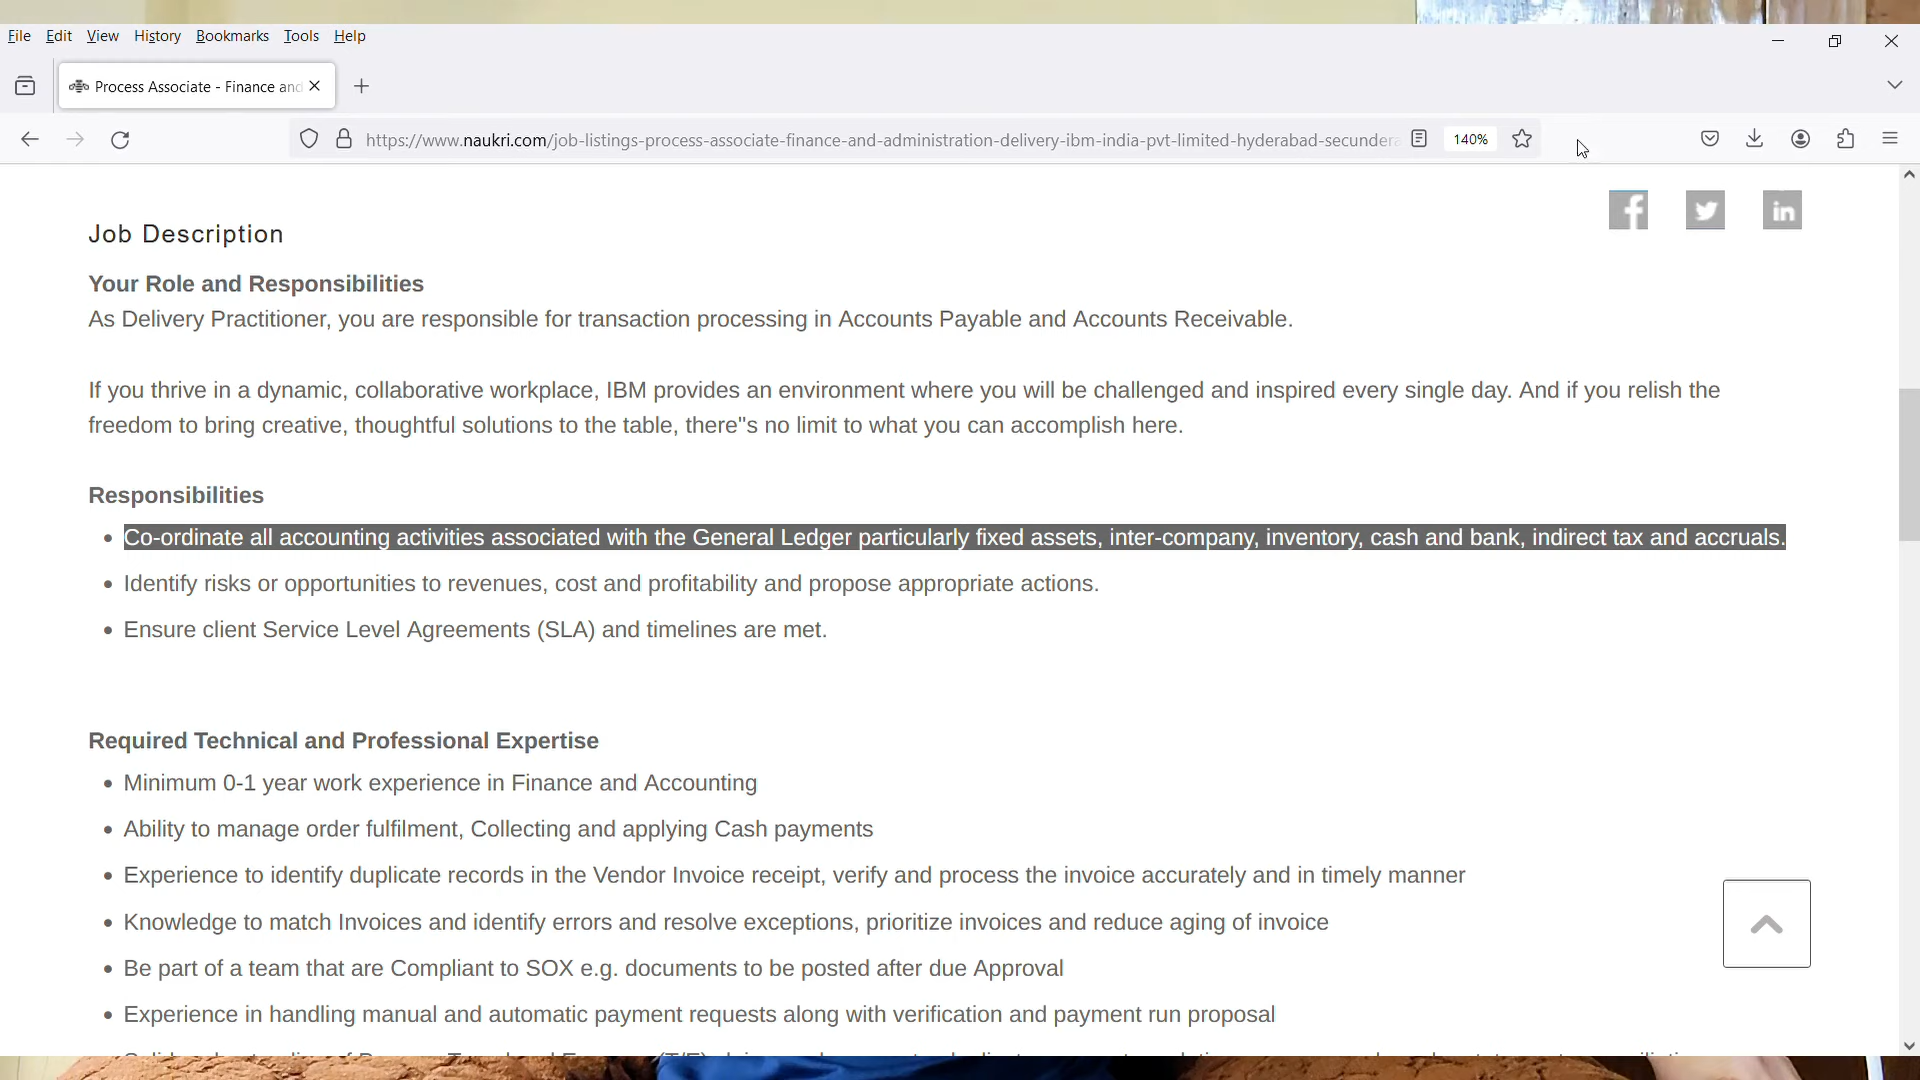 File Edit View History Bookmarks Tools Help
Process Associate - Finance and
https://www.naukri.com/job-listings-process-associate-finance-and-administration-delivery-ibm-india-pvt-limited-hyderabad-secundera
140%
Job Description
Your Role and Responsibilities
As Delivery Practitioner, you are responsible for transaction processing in Accounts Payable and Accounts Receivable.
If you thrive in a dynamic, collaborative workplace, IBM provides an environment where you will be challenged and inspired every single day. And if you relish the
freedom to bring creative, thoughtful solutions to the table, there"s no limit to what you can accomplish here.
Responsibilities
• Co-ordinate all accounting activities associated with the General Ledger particularly fixed assets, inter-company, inventory, cash and bank, indirect tax and accruals.
• Identify risks or opportunities to revenues, cost and profitability and propose appropriate actions.
• Ensure client Service Level Agreements (SLA) and timelines are met.
Required Technical and Professional Expertise
• Minimum 0-1 year work experience in Finance and Accounting
• Ability to manage order fulfilment, Collecting and applying Cash payments
• Experience to identify duplicate records in the Vendor Invoice receipt, verify and process the invoice accurately and in timely manner
• Knowledge to match Invoices and identify errors and resolve exceptions, prioritize invoices and reduce aging of invoice
• Be part of a team that are Compliant to SOX e.g. documents to be posted after due Approval
• Experience in handling manual and automatic payment requests along with verification and payment run proposal